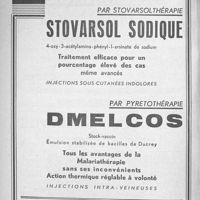 PAR STOVARSOLTHÉRAPIE
STOVARSOL SODIQUE
4-oxy-3-acétylamino-phényl-1-arsinate de sodium
Traitement efficace pour un
pourcentage élevé des cas
même avancés
INJECTIONS SOUS CUTANÉES INDOLORES
PAR PYRETOTHÉRAPIE
DMELCOS
Stock-vaccin
Émulsion stabilisée de bacilles de Ducrey
Tous les avantages de la
Malariathérapie
sans ses inconvénients
Action thermique réglable à volonté
INJECTIONS INTRA-VEINEUSES